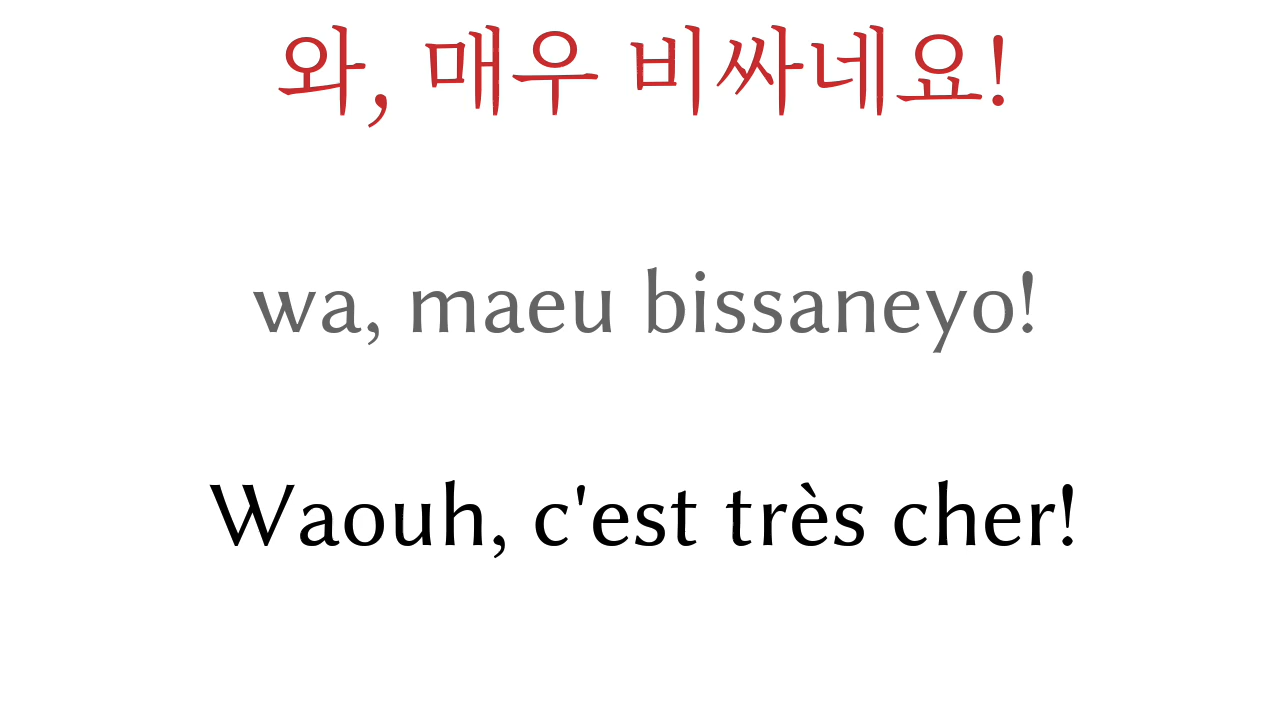 와, 매우 비싸네요!
wa, maeu bissaneyo!
Waouh, c'est très cher!